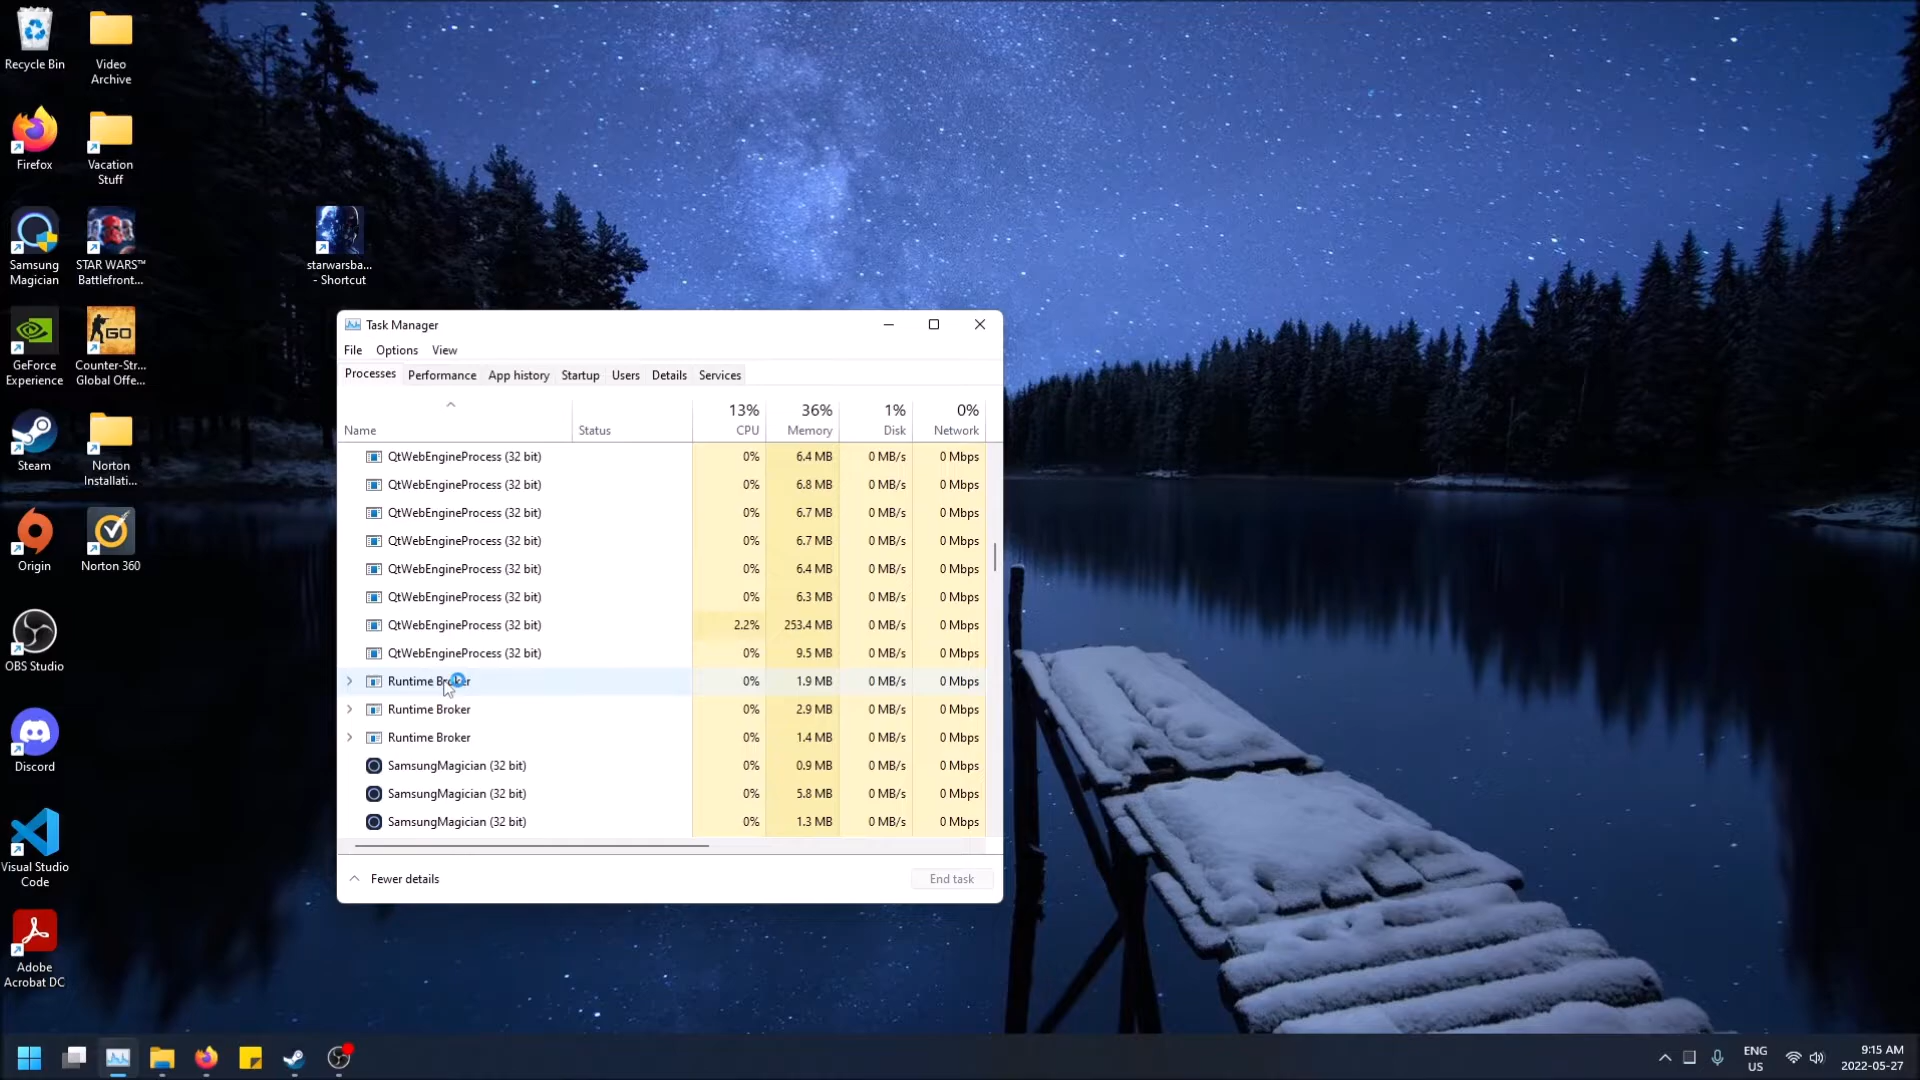 Recycle Bin
Video
Archive
Firefox
Vacation
Stuff
Samsung
Magician
STAR WARS™
Battlefront...
starwarsba...
- Shortcut
GeForce
Experience
GO
Counter-Str...
Global Offe...
Steam
Norton
Installati...
Origin
Norton 360
OBS Studio
Discord
Visual Studio
Code
Adobe
Acrobat DC
Task Manager
File Options View
Processes Performance App history Startup Users Details Services
13% 36% 1% 0%
Name Status CPU Memory Disk Network
QtWebEngineProcess (32 bit) 0% 6.4 MB 0 MB/s 0 Mbps
QtWebEngineProcess (32 bit) 0% 6.8 MB 0 MB/s 0 Mbps
QtWebEngineProcess (32 bit) 0% 6.7 MB 0 MB/s 0 Mbps
QtWebEngineProcess (32 bit) 0% 6.7 MB 0 MB/s 0 Mbps
QtWebEngineProcess (32 bit) 0% 6.4 MB 0 MB/s 0 Mbps
QtWebEngineProcess (32 bit) 0% 6.3 MB 0 MB/s 0 Mbps
QtWebEngineProcess (32 bit) 2.2% 253.4 MB 0 MB/s 0 Mbps
QtWebEngineProcess (32 bit) 0% 9.5 MB 0 MB/s 0 Mbps
Runtime Broker 0% 1.9 MB 0 MB/s 0 Mbps
Runtime Broker 0% 2.9 MB 0 MB/s 0 Mbps
Runtime Broker 0% 1.4 MB 0 MB/s 0 Mbps
SamsungMagician (32 bit) 0% 0.9 MB 0 MB/s 0 Mbps
SamsungMagician (32 bit) 0% 5.8 MB 0 MB/s 0 Mbps
SamsungMagician (32 bit) 0% 1.3 MB 0 MB/s 0 Mbps
Fewer details End task
ENG
US
9:15 AM
2022-05-27